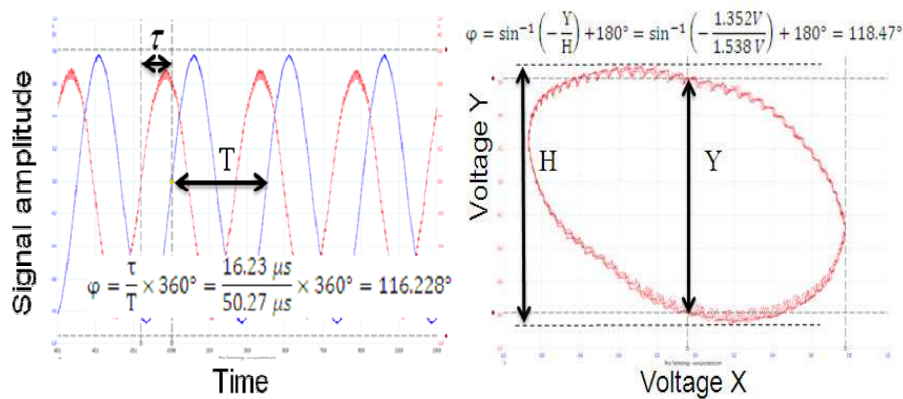 Signal amplitude
τ
T
φ = τ/T × 360° = 16.23 μs/50.27 μs × 360° = 116.228°
Time
φ = sin⁻¹(−Y/H)+180° = sin⁻¹(−1.352V/1.538 V) + 180° = 118.47°
Voltage Y
H
Y
Voltage X